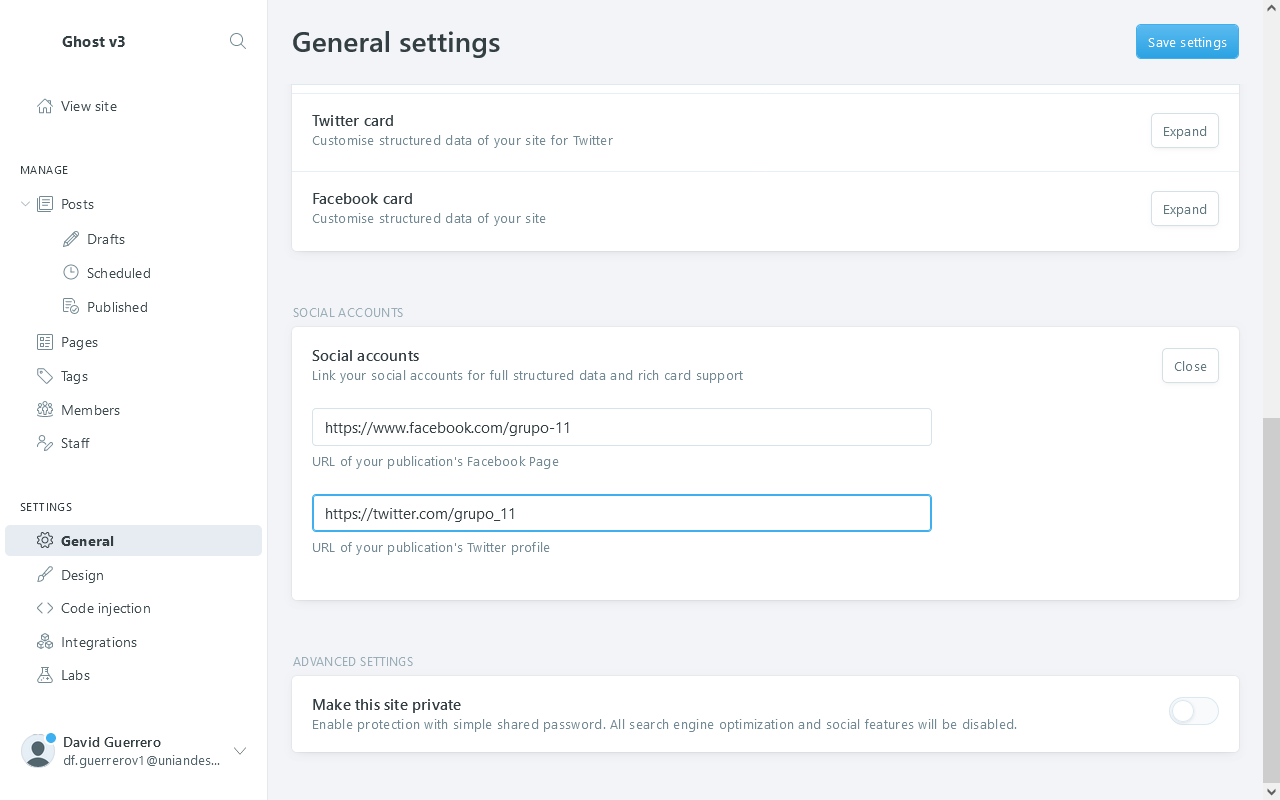 Ghost v3
View site
MANAGE
Posts
Drafts
Scheduled
Published
Pages
Tags
Members
Staff
SETTINGS
General
Design
Code injection
Integrations
Labs
David Guerrero
df.guerrerov1@uniandes...
General settings
Save settings
Twitter card
Customise structured data of your site for Twitter
Expand
Facebook card
Customise structured data of your site
Expand
SOCIAL ACCOUNTS
Social accounts
Link your social accounts for full structured data and rich card support
Close
https://www.facebook.com/grupo-11
URL of your publication's Facebook Page
https://twitter.com/grupo_11
URL of your publication's Twitter profile
ADVANCED SETTINGS
Make this site private
Enable protection with simple shared password. All search engine optimization and social features will be disabled.